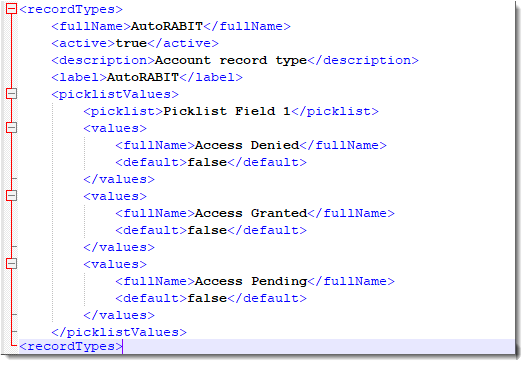 <recordTypes>
<fullName>AutoRABIT</fullName>
<active>true</active>
<description>Account record type</description>
<label>AutoRABIT</label>
<picklistValues>
<picklist>Picklist Field 1</picklist>
<values>
<fullName>Access Denied</fullName>
<default>false</default>
</values>
<values>
<fullName>Access Granted</fullName>
<default>false</default>
</values>
<values>
<fullName>Access Pending</fullName>
<default>false</default>
</values>
</picklistValues>
<recordTypes>